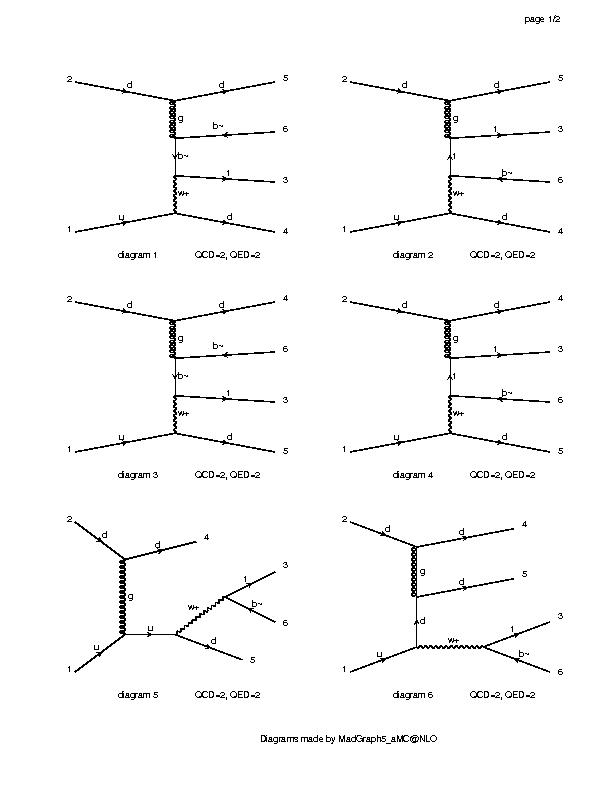 page 1/2
2 d d 5
g b~ 6
b~ t 3
w+
1 u d 4
diagram 1 QCD=2, QED=2
2 d d 5
g t 3
t b~ 6
w+
1 u d 4
diagram 2 QCD=2, QED=2
2 d d 4
g b~ 6
b~ t 3
w+
1 u d 5
diagram 3 QCD=2, QED=2
2 d d 4
g t 3
t b~ 6
w+
1 u d 5
diagram 4 QCD=2, QED=2
2 d d 4
t 3
g w+ b~ 6
1 u u d 5
diagram 5 QCD=2, QED=2
2 d d 4
g d 5
d t 3
1 u w+ b~ 6
diagram 6 QCD=2, QED=2
Diagrams made by MadGraph5_aMC@NLO